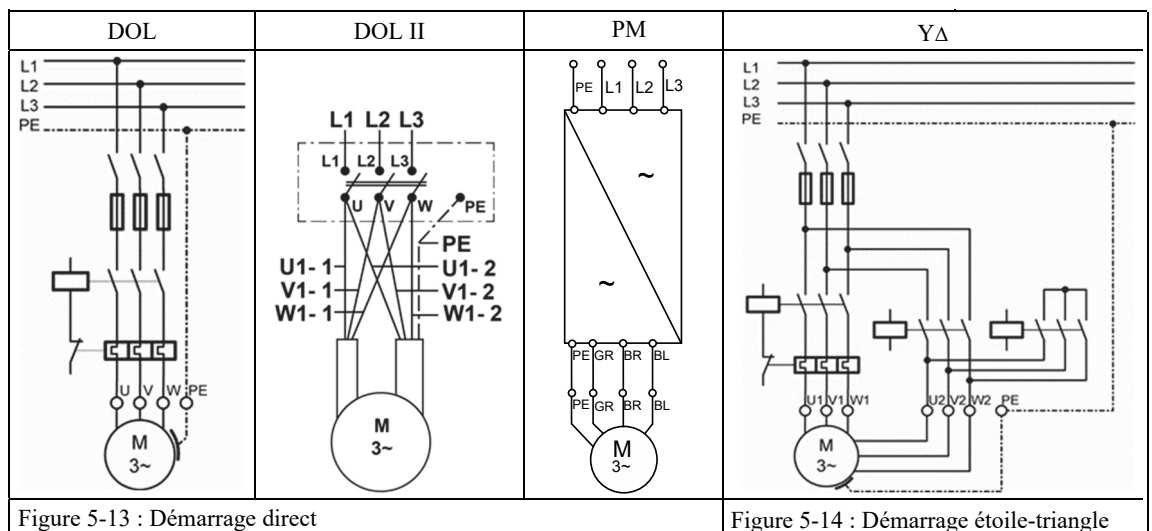 DOL
DOL II
PM
YΔ
L1
L2
L3
PE
U V W PE
M
3~
L1 L2 L3
L1 L2 L3
U V W PE
PE
U1- 1 U1- 2
V1- 1 V1- 2
W1- 1 W1- 2
M
3~
PE L1 L2 L3
~
~
PE GR BR BL
PE GR BR BL
M
3~
L1
L2
L3
PE
U1 V1 W1 U2 V2 W2 PE
M
3~
Figure 5-13 : Démarrage direct
Figure 5-14 : Démarrage étoile-triangle